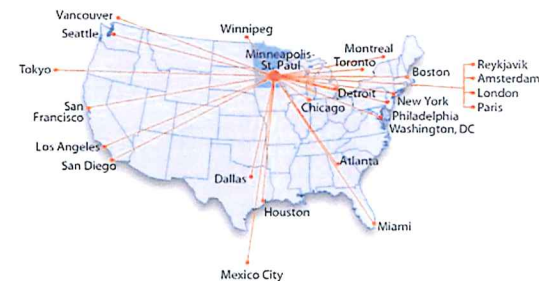 Vancouver
Seattle
Winnipeg
Minneapolis-
St. Paul
Montreal
Toronto
Boston
Reykjavik
Amsterdam
London
Paris
Tokyo
Detroit
Chicago
New York
Philadelphia
Washington, DC
San
Francisco
Los Angeles
San Diego
Atlanta
Dallas
Houston
Miami
Mexico City